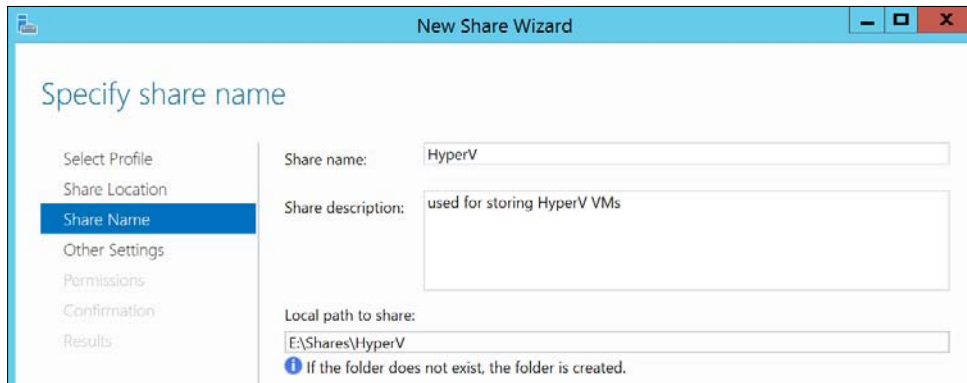 New Share Wizard
Specify share name
Select Profile
Share Location
Share Name
Other Settings
Permissions
Confirmation
Results
Share name:
HyperV
Share description:
used for storing HyperV VMs
Local path to share:
E:\Shares\HyperV
If the folder does not exist, the folder is created.